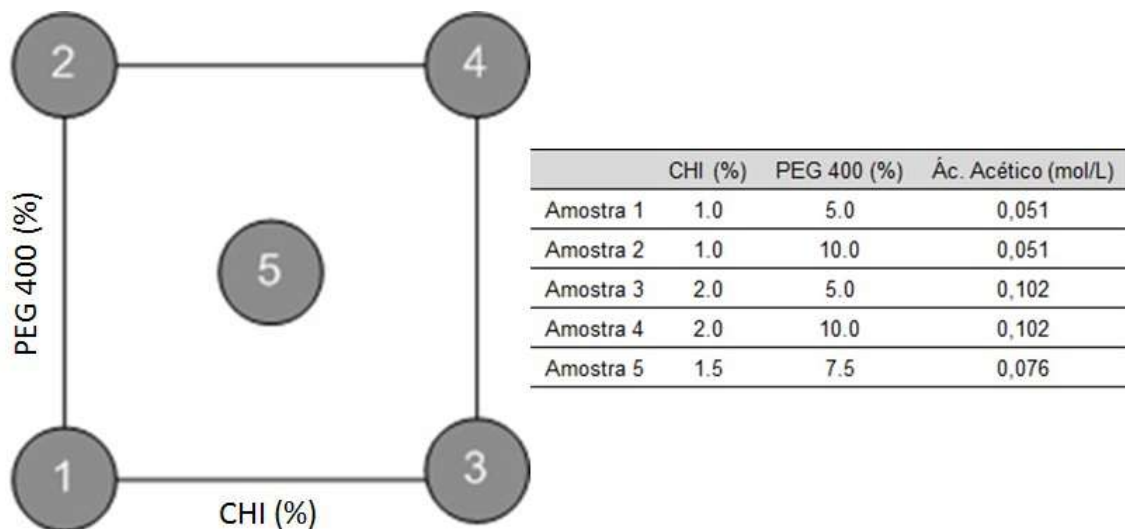 2
4
PEG 400 (%)
5
1
3
CHI (%)
CHI (%) PEG 400 (%) Ác. Acético (mol/L)
Amostra 1 1.0 5.0 0,051
Amostra 2 1.0 10.0 0,051
Amostra 3 2.0 5.0 0,102
Amostra 4 2.0 10.0 0,102
Amostra 5 1.5 7.5 0,076